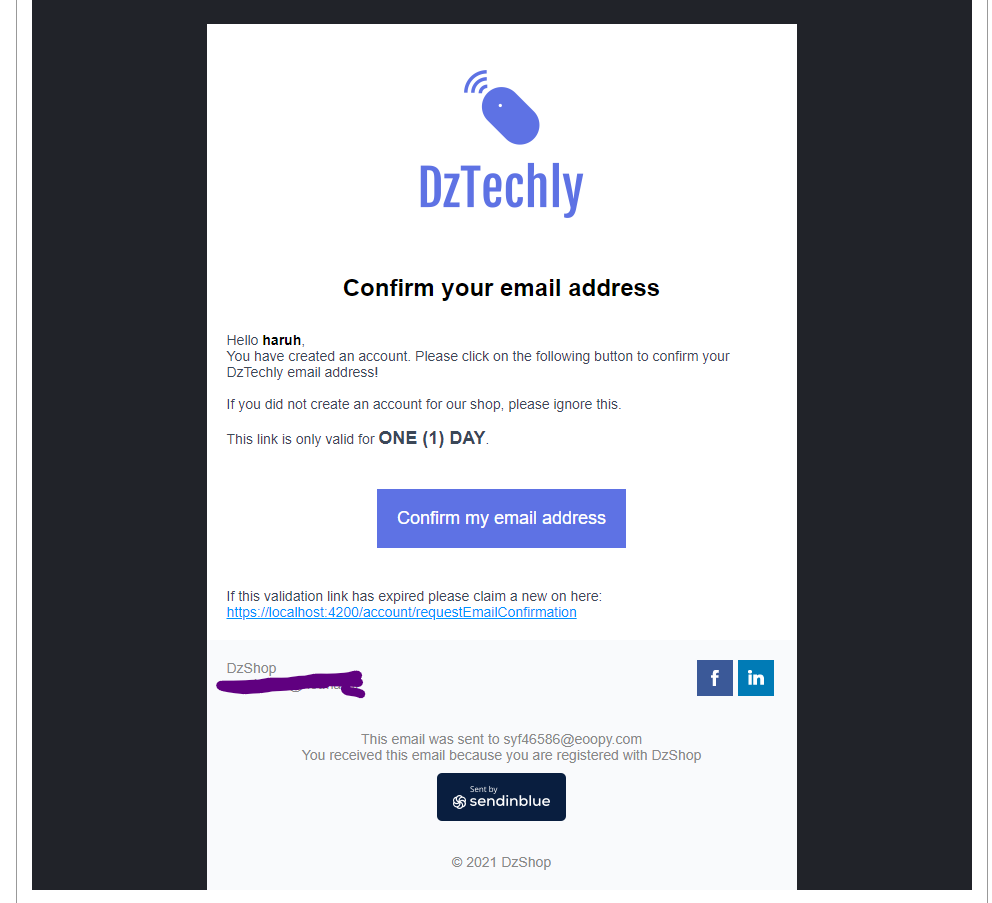 DzTechly
Confirm your email address
Hello haruh,
You have created an account. Please click on the following button to confirm your
DzTechly email address!
If you did not create an account for our shop, please ignore this.
This link is only valid for ONE (1) DAY.
Confirm my email address
If this validation link has expired please claim a new on here:
https://localhost:4200/account/requestEmailConfirmation
DzShop
f
in
This email was sent to syf46586@eoopy.com
You received this email because you are registered with DzShop
Sent by
sendinblue
© 2021 DzShop